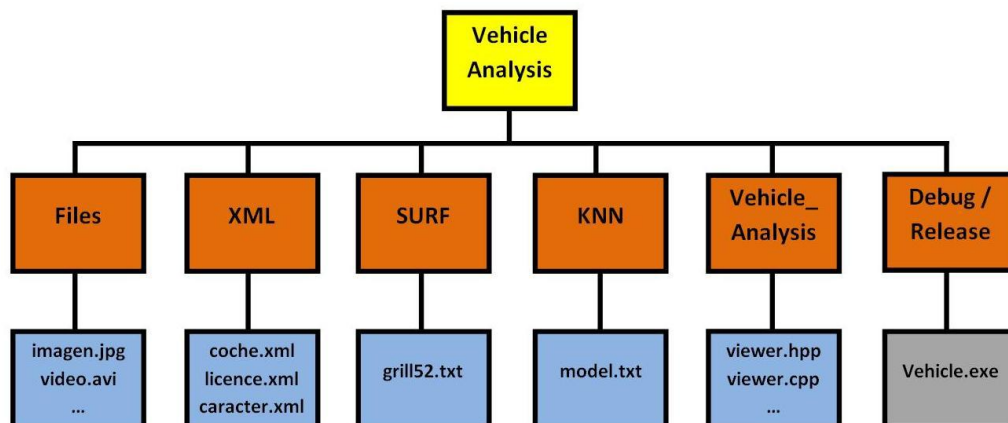 Vehicle
Analysis
Files
XML
SURF
KNN
Vehicle_
Analysis
Debug /
Release
imagen.jpg
video.avi
...
coche.xml
licence.xml
caracter.xml
grill52.txt
model.txt
viewer.hpp
viewer.cpp
...
Vehicle.exe